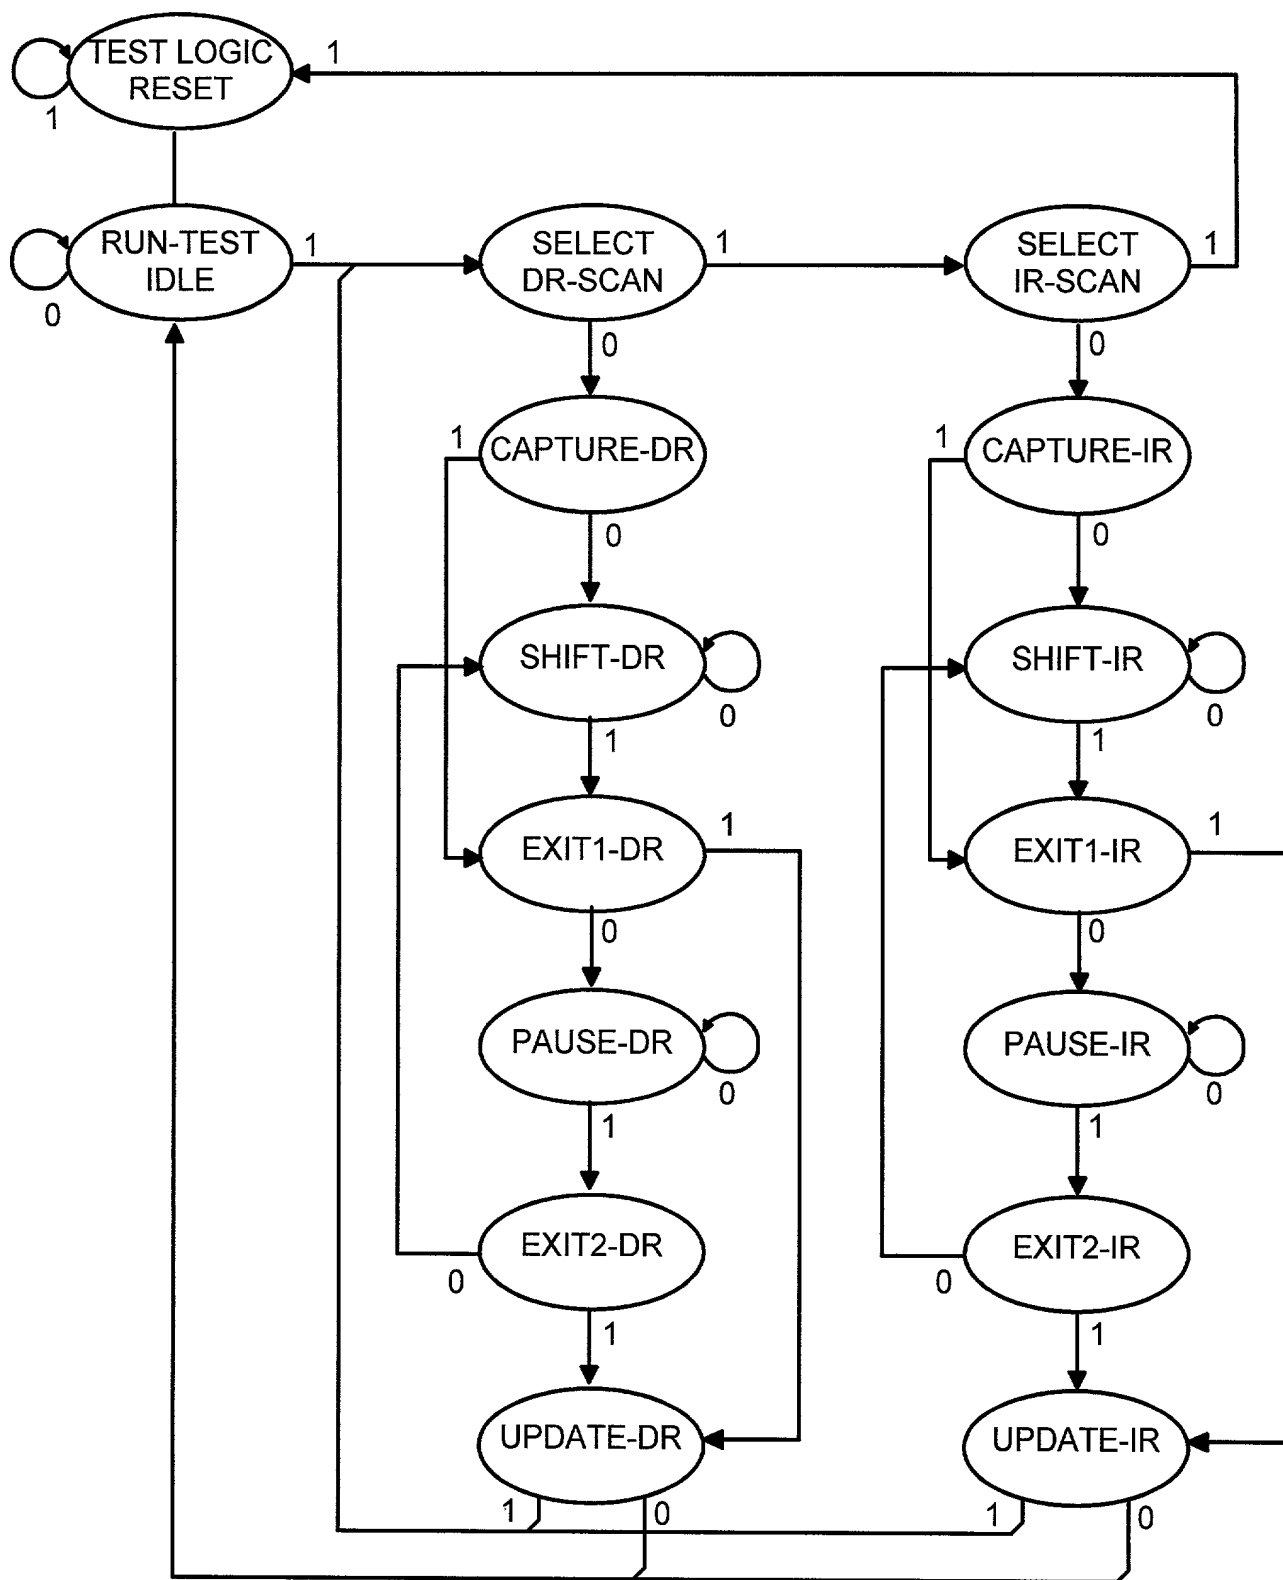 TEST LOGIC
RESET
1
1
RUN-TEST
IDLE
1
0
SELECT
DR-SCAN
1
0
SELECT
IR-SCAN
1
0
CAPTURE-DR
1
0
CAPTURE-IR
1
0
SHIFT-DR
0
1
SHIFT-IR
0
1
EXIT1-DR
1
0
EXIT1-IR
1
0
PAUSE-DR
0
1
PAUSE-IR
0
1
EXIT2-DR
0
1
EXIT2-IR
0
1
UPDATE-DR
1
0
UPDATE-IR
1
0